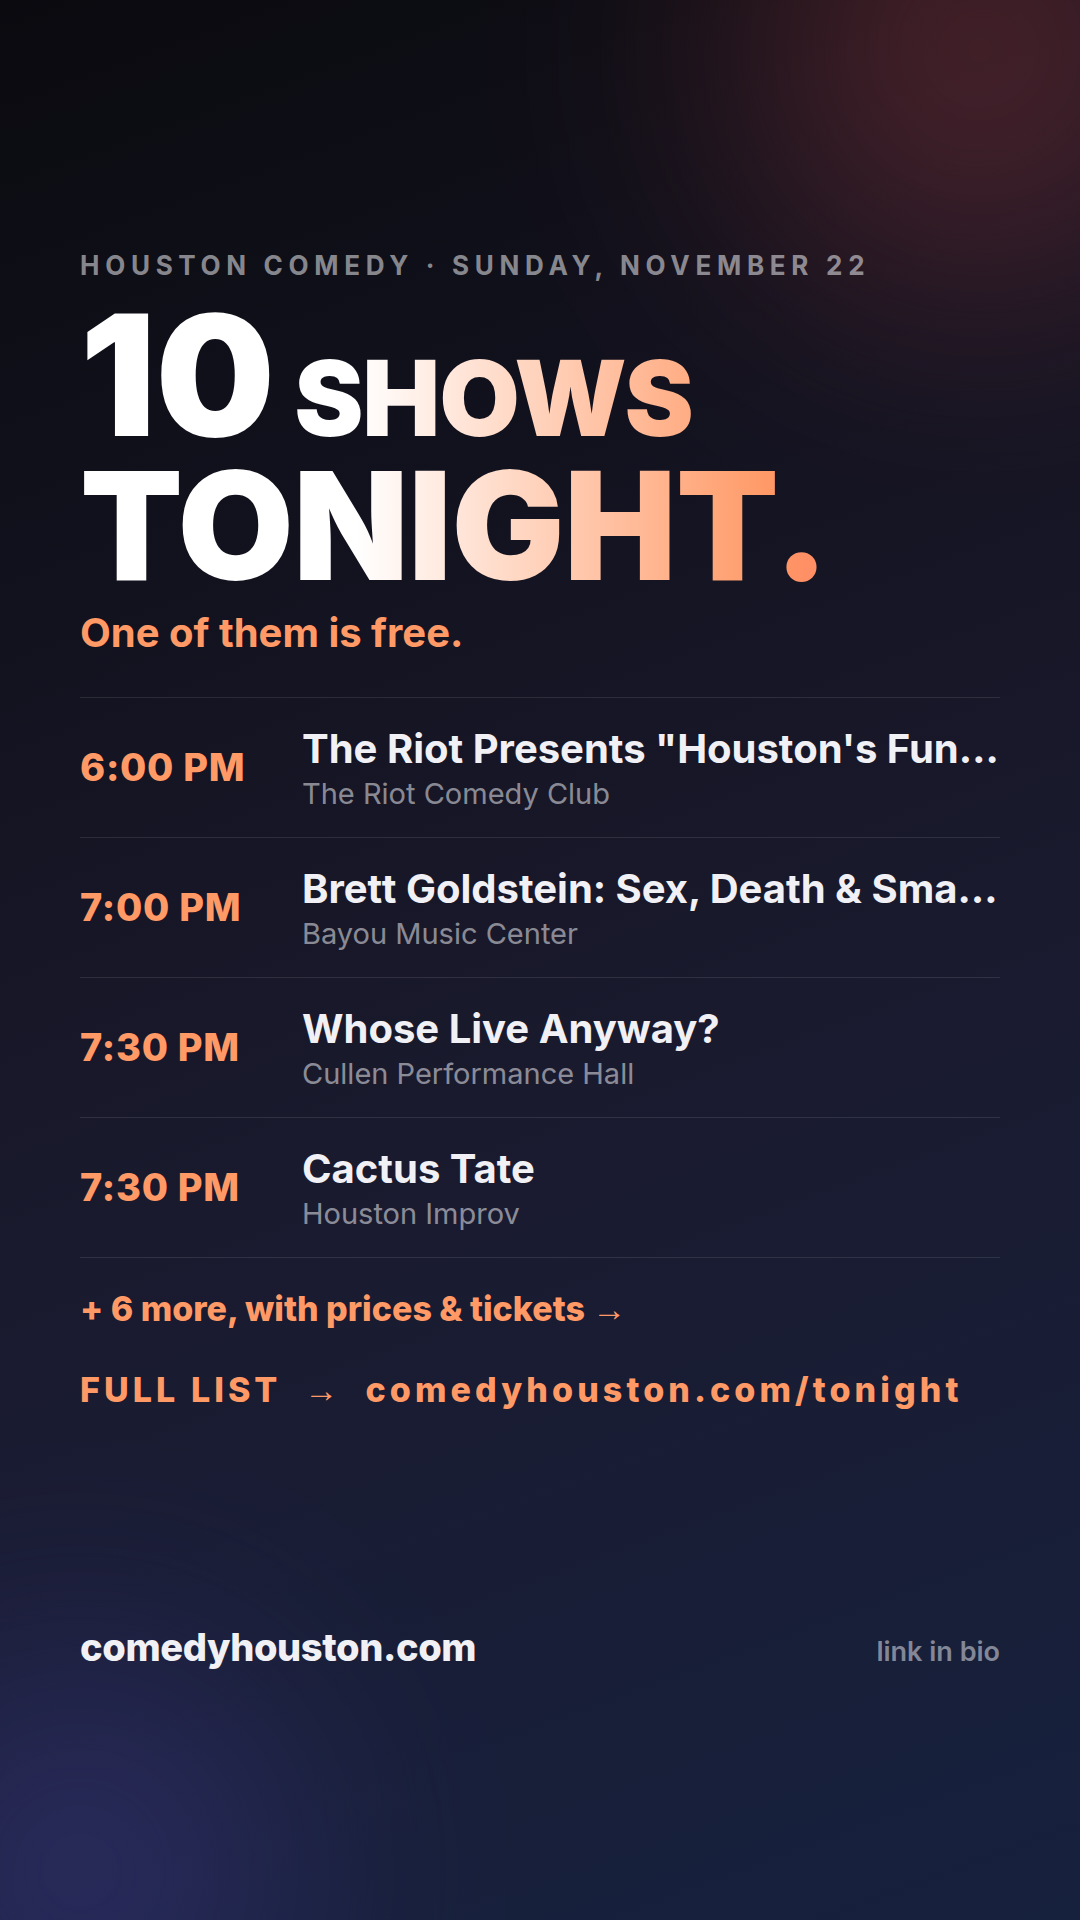 HOUSTON COMEDY · SUNDAY, NOVEMBER 22
10 SHOWS
TONIGHT.
One of them is free.
6:00 PM
The Riot Presents "Houston's Fun...
The Riot Comedy Club
7:00 PM
Brett Goldstein: Sex, Death & Sma...
Bayou Music Center
7:30 PM
Whose Live Anyway?
Cullen Performance Hall
7:30 PM
Cactus Tate
Houston Improv
+ 6 more, with prices & tickets →
FULL LIST → comedyhouston.com/tonight
comedyhouston.com
link in bio